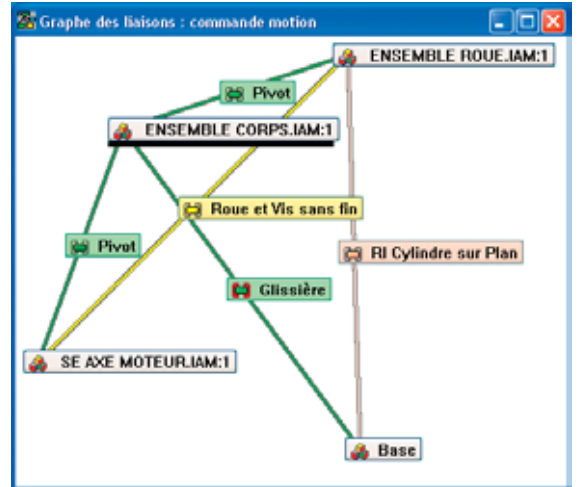 Graphe des liaisons : commande motion
ENSEMBLE ROUE.IAM:1
Pivot
ENSEMBLE CORPS.IAM:1
Roue et Vis sans fin
Pivot
RI Cylindre sur Plan
Glissière
SE AXE MOTEUR.IAM:1
Base